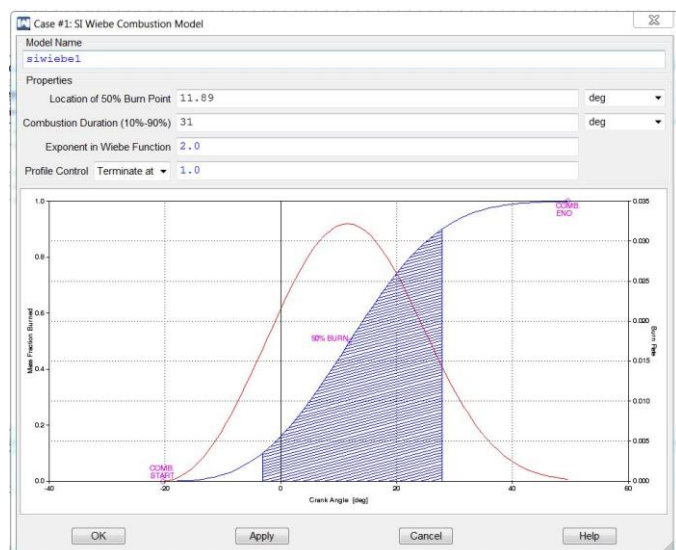 Case #1: SI Wiebe Combustion Model
Model Name
siwiebe1
Properties
Location of 50% Burn Point 11.89 deg
Combustion Duration (10%-90%) 31 deg
Exponent in Wiebe Function 2.0
Profile Control Terminate at 1.0
1.0 0.035
COMB.
END
0.030
0.8
0.025
0.6 0.020
50% BURN
Mass Fraction Burned
Burn Rate
0.015
0.4
0.010
0.2
0.005
COMB.
START
0.0 0.000
-40 -20 0 20 40 60
Crank Angle [deg]
OK Apply Cancel Help